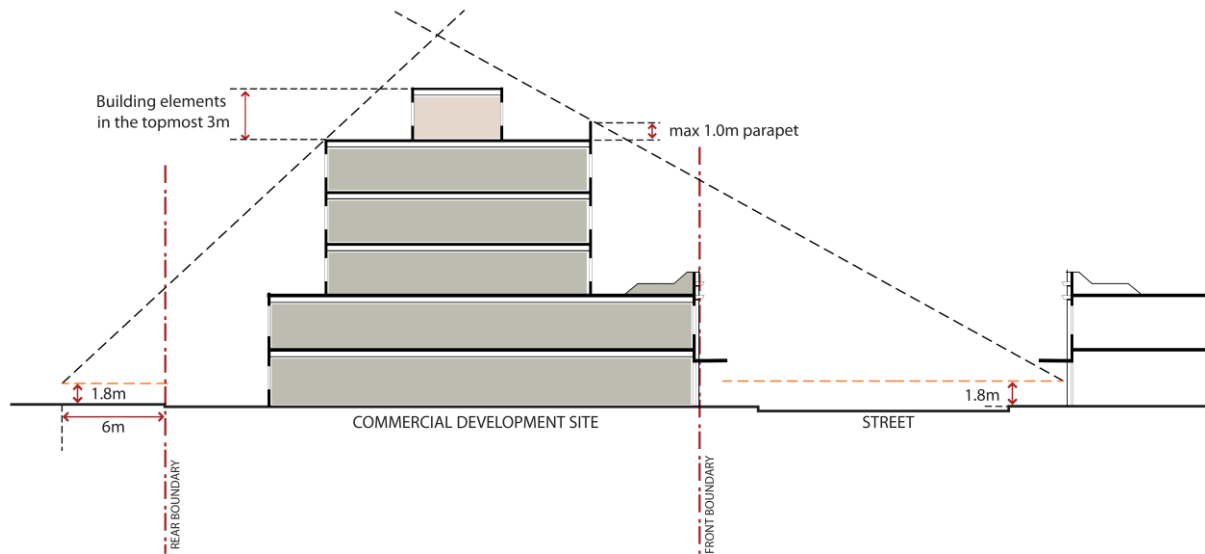 Building elements
in the topmost 3m
max 1.0m parapet
1.8m
1.8m
6m
COMMERCIAL DEVELOPMENT SITE
STREET
REAR BOUNDARY
FRONT BOUNDARY